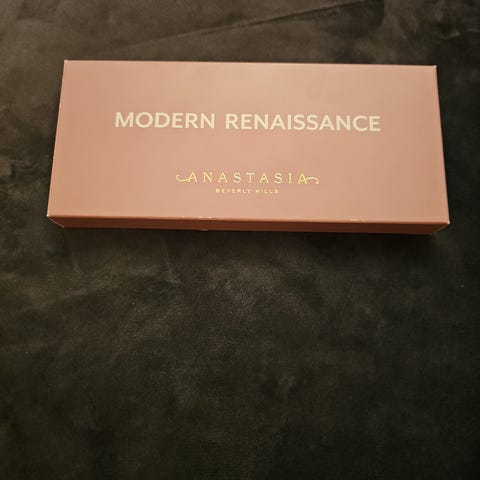 MODERN RENAISSANCE
ANASTASIA
BEVERLY HILLS